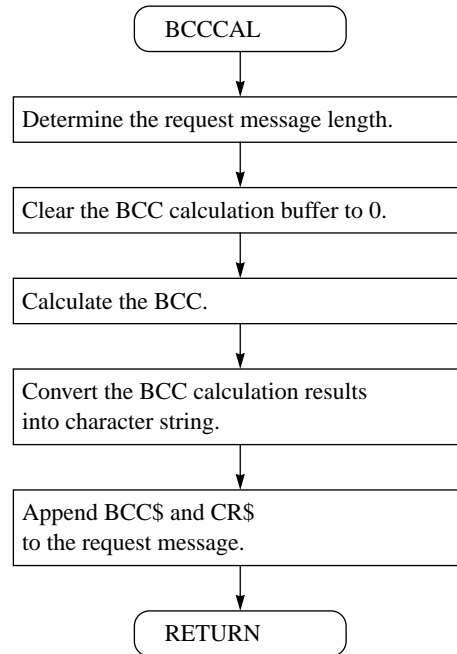 BCCCAL
Determine the request message length.
Clear the BCC calculation buffer to 0.
Calculate the BCC.
Convert the BCC calculation results
into character string.
Append BCC$ and CR$
to the request message.
RETURN